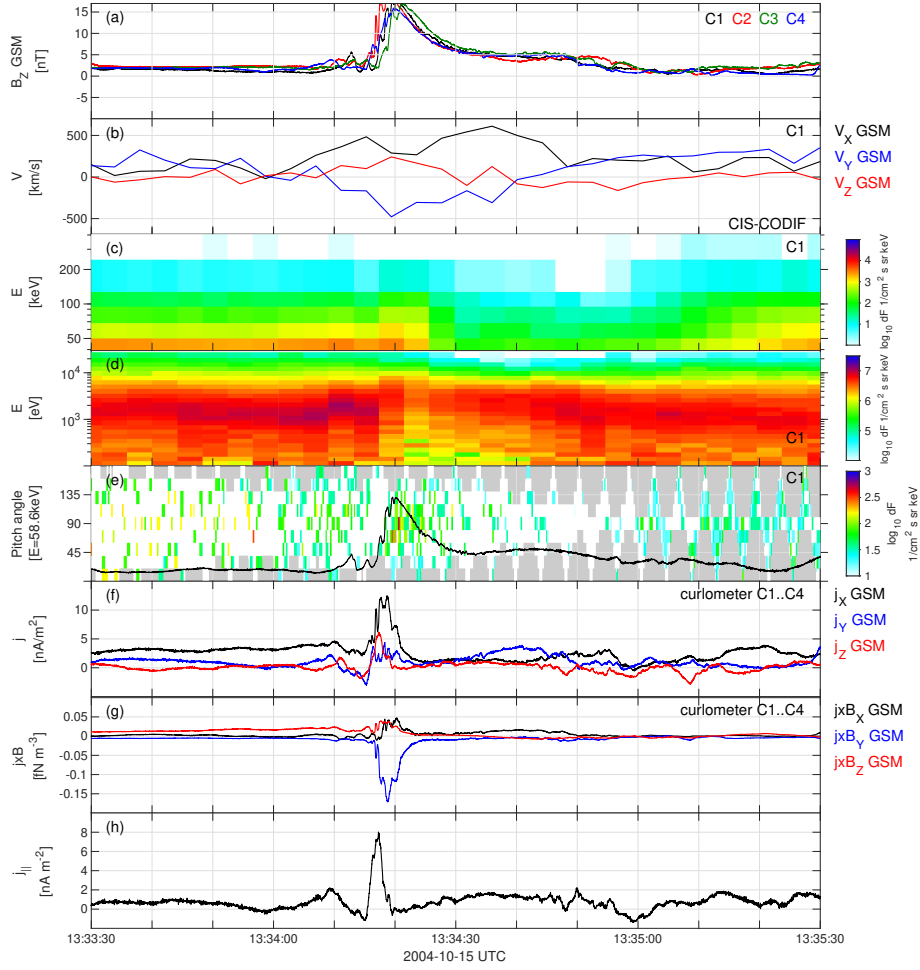 (a)
C1 C2 C3 C4
B_Z GSM
[nT]
15
10
5
0
-5
(b)
C1
V_X GSM
V_Y GSM
V_Z GSM
V
[km/s]
500
0
-500
CIS-CODIF
(c)
C1
E
[keV]
200
100
50
4
3
2
1
log10 dF 1/cm² s sr keV
(d)
C1
E
[eV]
10⁴
10³
7
6
5
log10 dF 1/cm² s sr keV
(e)
C1
Pitch angle
[E=58.6keV]
135
90
45
3
2.5
2
1.5
1
log10 dF
1/cm² s sr keV
(f)
curlometer C1..C4
j_X GSM
j_Y GSM
j_Z GSM
j
[nA/m²]
10
5
0
(g)
curlometer C1..C4
jxB_X GSM
jxB_Y GSM
jxB_Z GSM
jxB
[fN m⁻³]
0.05
0
-0.05
-0.1
-0.15
(h)
j_||
[nA m⁻²]
8
6
4
2
0
13:33:30
13:34:00
13:34:30
13:35:00
13:35:30
2004-10-15 UTC